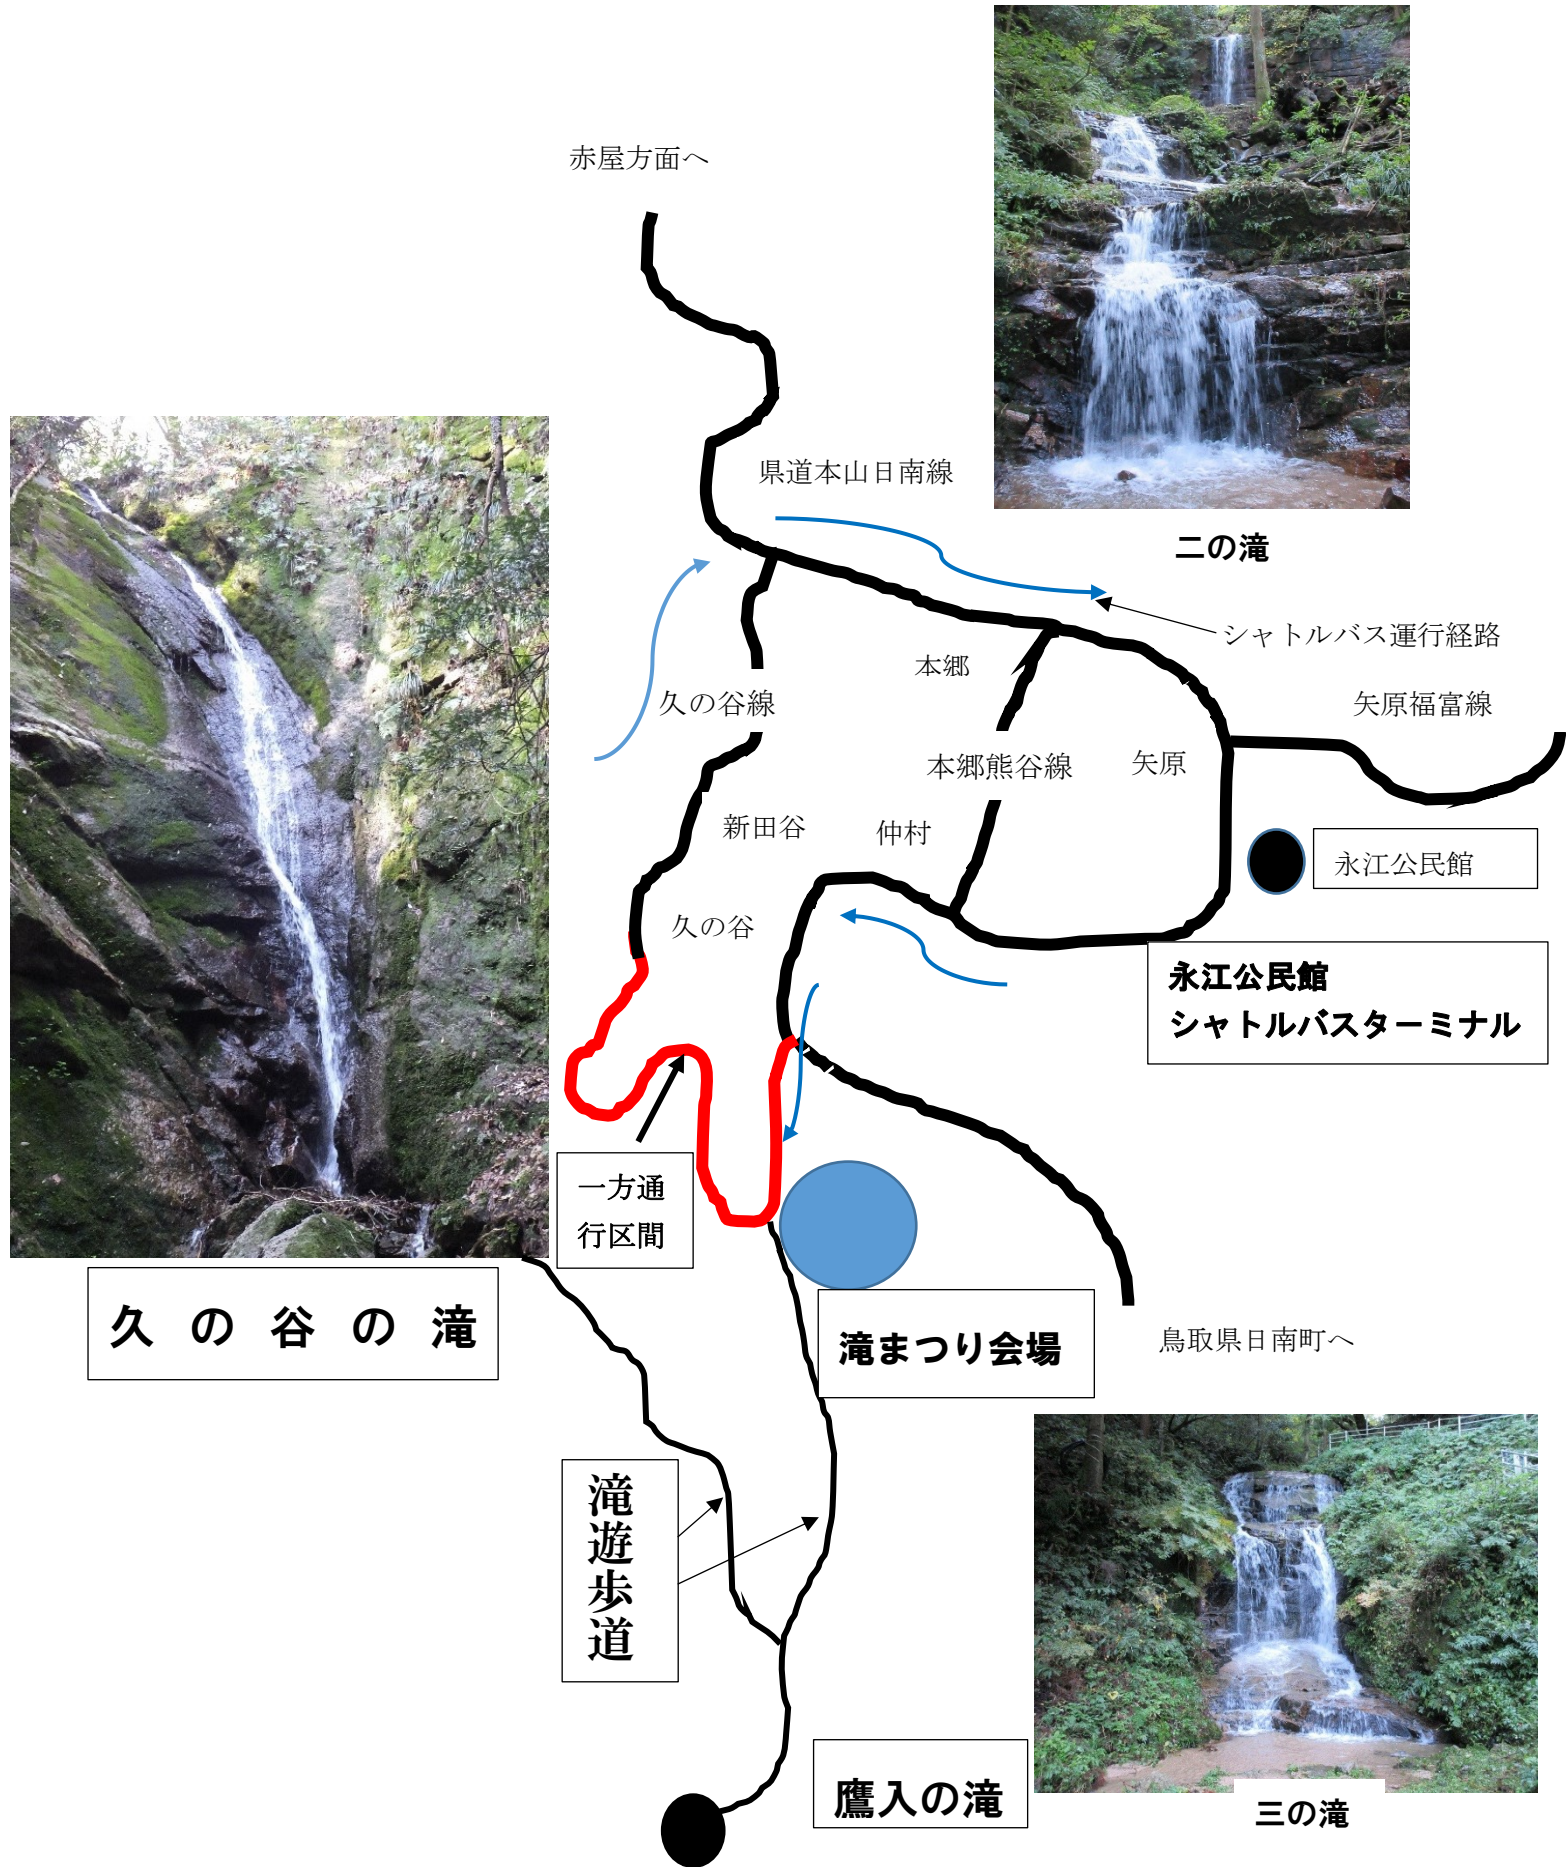 赤屋方面へ
県道本山日南線
二の滝
シャトルバス運行経路
本郷
久の谷線
矢原福富線
本郷熊谷線
矢原
新田谷
仲村
永江公民館
久の谷
永江公民館
シャトルバスターミナル
一方通
行区間
久の谷の滝
滝まつり会場
鳥取県日南町へ
滝遊歩道
鷹入の滝
三の滝